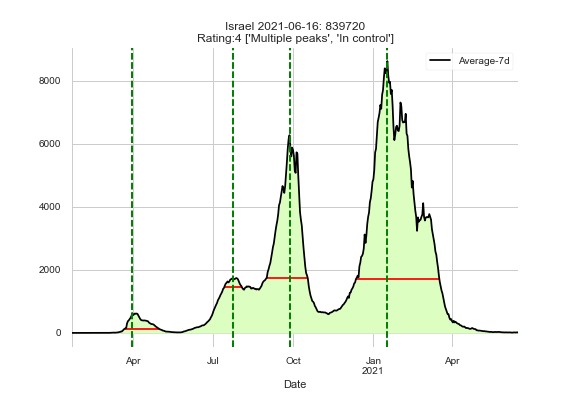 Israel 2021-06-16: 839720
Rating:4 ['Multiple peaks', 'In control']
Average-7d
8000
6000
4000
2000
0
Apr
Jul
Oct
Jan
2021
Apr
Date